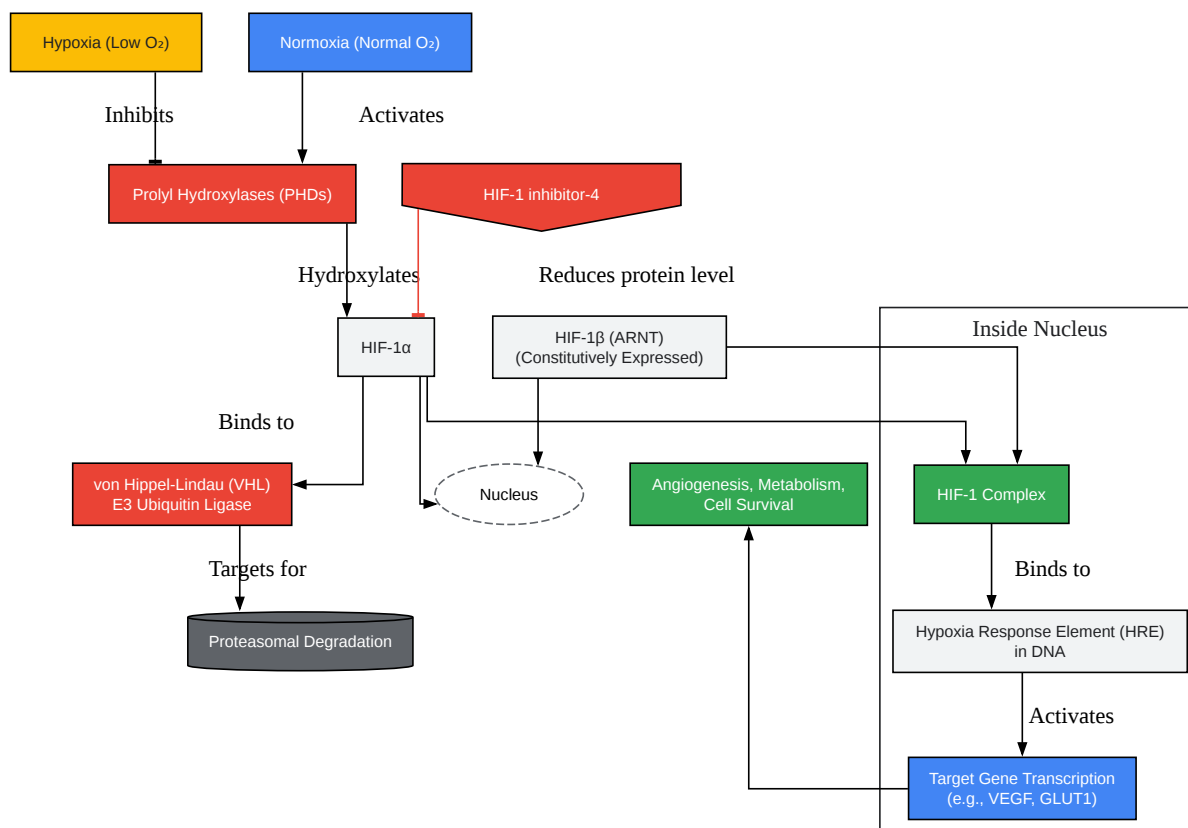 Hypoxia (Low O₂)
Normoxia (Normal O₂)
Inhibits
Activates
Prolyl Hydroxylases (PHDs)
HIF-1 inhibitor-4
Hydroxylates
Reduces protein level
Inside Nucleus
HIF-1α
HIF-1β (ARNT)
(Constitutively Expressed)
Binds to
von Hippel-Lindau (VHL)
E3 Ubiquitin Ligase
Nucleus
Angiogenesis, Metabolism,
Cell Survival
HIF-1 Complex
Targets for
Binds to
Proteasomal Degradation
Hypoxia Response Element (HRE)
in DNA
Activates
Target Gene Transcription
(e.g., VEGF, GLUT1)